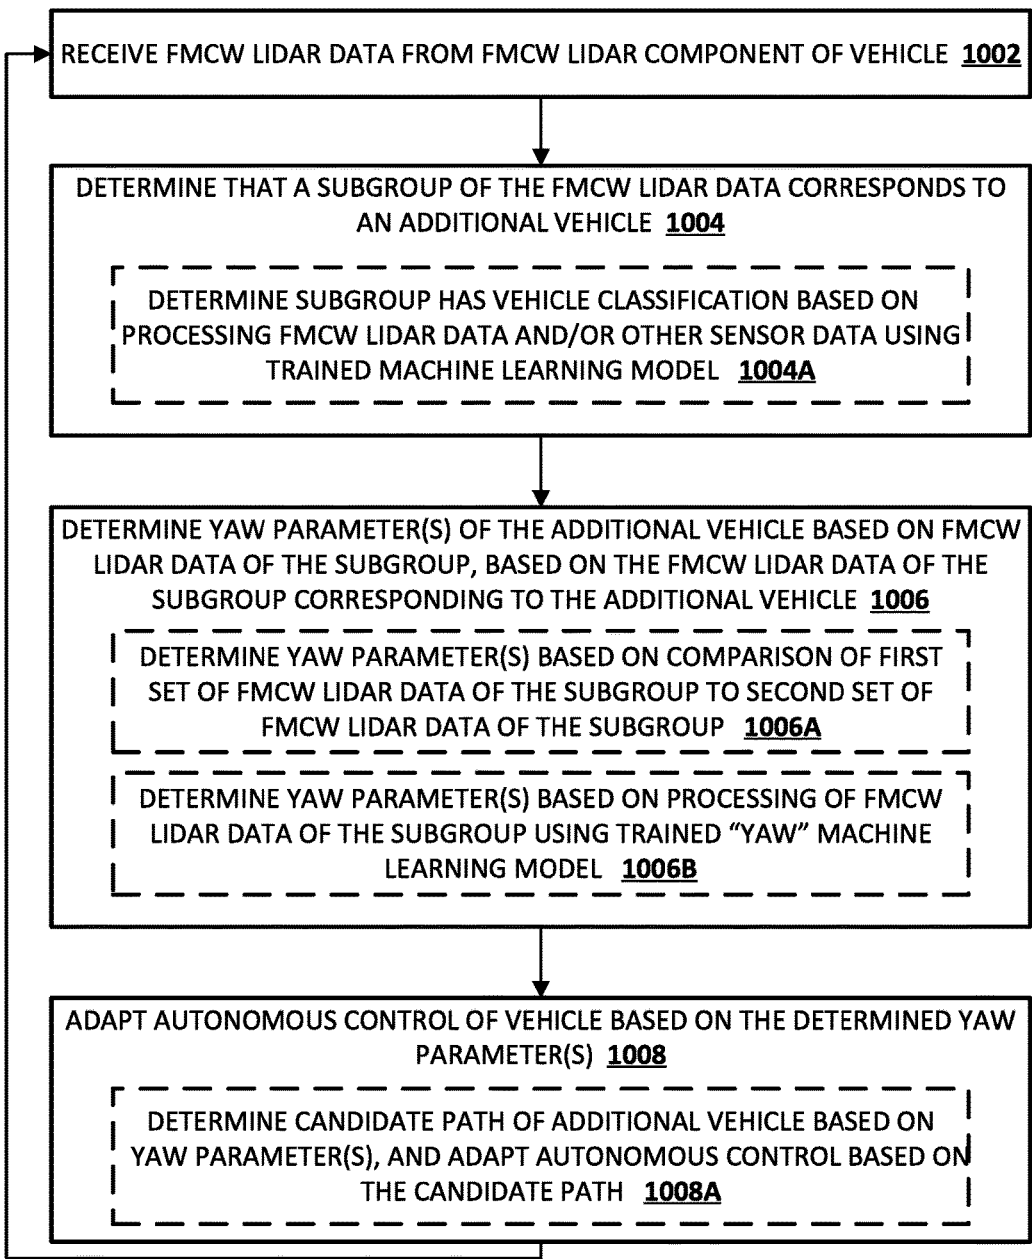 RECEIVE FMCW LIDAR DATA FROM FMCW LIDAR COMPONENT OF VEHICLE 1002
DETERMINE THAT A SUBGROUP OF THE FMCW LIDAR DATA CORRESPONDS TO
AN ADDITIONAL VEHICLE 1004
DETERMINE SUBGROUP HAS VEHICLE CLASSIFICATION BASED ON
PROCESSING FMCW LIDAR DATA AND/OR OTHER SENSOR DATA USING
TRAINED MACHINE LEARNING MODEL 1004A
DETERMINE YAW PARAMETER(S) OF THE ADDITIONAL VEHICLE BASED ON FMCW
LIDAR DATA OF THE SUBGROUP, BASED ON THE FMCW LIDAR DATA OF THE
SUBGROUP CORRESPONDING TO THE ADDITIONAL VEHICLE 1006
DETERMINE YAW PARAMETER(S) BASED ON COMPARISON OF FIRST
SET OF FMCW LIDAR DATA OF THE SUBGROUP TO SECOND SET OF
FMCW LIDAR DATA OF THE SUBGROUP 1006A
DETERMINE YAW PARAMETER(S) BASED ON PROCESSING OF FMCW
LIDAR DATA OF THE SUBGROUP USING TRAINED “YAW” MACHINE
LEARNING MODEL 1006B
ADAPT AUTONOMOUS CONTROL OF VEHICLE BASED ON THE DETERMINED YAW
PARAMETER(S) 1008
DETERMINE CANDIDATE PATH OF ADDITIONAL VEHICLE BASED ON
YAW PARAMETER(S), AND ADAPT AUTONOMOUS CONTROL BASED ON
THE CANDIDATE PATH 1008A